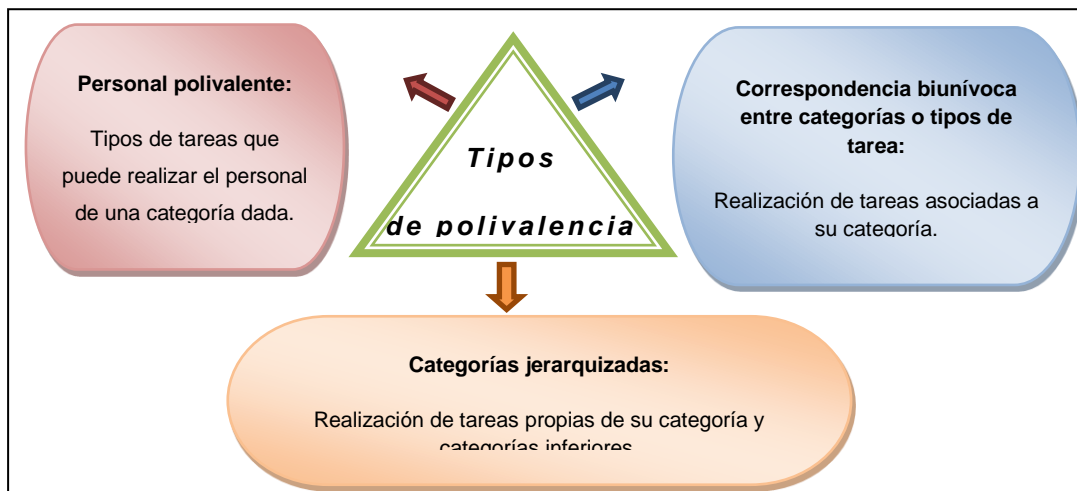 Personal polivalente:
Tipos de tareas que
puede realizar el personal
de una categoría dada.
Tipos
de polivalencia
Correspondencia biunívoca
entre categorías o tipos de
tarea:
Realización de tareas asociadas a
su categoría.
Categorías jerarquizadas:
Realización de tareas propias de su categoría y
categorías inferiores